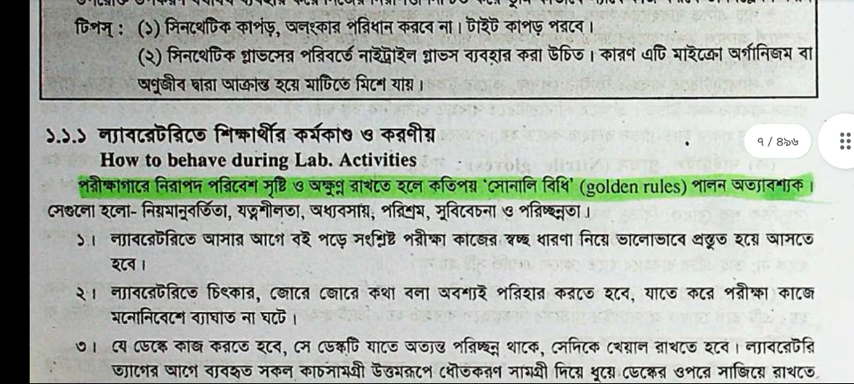 টিপস্ : (১) সিনথেটিক কাপড়, অলংকার পরিধান করবে না। টাইট কাপড় পরবে।
(২) সিনথেটিক গ্লাভসের পরিবর্তে নাইট্রাইল গ্লাভস ব্যবহার করা উচিত। কারণ এটি মাইক্রো অর্গানিজম বা
অণুজীব দ্বারা আক্রান্ত হয়ে মাটিতে মিশে যায়।
১.১.১ ল্যাবরেটরিতে শিক্ষার্থীর কর্মকাণ্ড ও করণীয়
৭ / ৪৯৬
How to behave during Lab. Activities
পরীক্ষাগারে নিরাপদ পরিবেশ সৃষ্টি ও অক্ষুণ্ন রাখতে হলে কতিপয় 'সোনালি বিধি' (golden rules) পালন অত্যাবশ্যক।
সেগুলো হলো- নিয়মানুবর্তিতা, যত্নশীলতা, অধ্যবসায়, পরিশ্রম, সুবিবেচনা ও পরিচ্ছন্নতা।
১। ল্যাবরেটরিতে আসার আগে বই পড়ে সংশ্লিষ্ট পরীক্ষা কাজের স্বচ্ছ ধারণা নিয়ে ভালোভাবে প্রস্তুত হয়ে আসতে
হবে।
২। ল্যাবরেটরিতে চিৎকার, জোরে জোরে কথা বলা অবশ্যই পরিহার করতে হবে, যাতে করে পরীক্ষা কাজে
মনোনিবেশে ব্যাঘাত না ঘটে।
৩। যে ডেস্কে কাজ করতে হবে, সে ডেস্কটি যাতে অত্যন্ত পরিচ্ছন্ন থাকে, সেদিকে খেয়াল রাখতে হবে। ল্যাবরেটরি
ত্যাগের আগে ব্যবহৃত সকল কাচসামগ্রী উত্তমরূপে ধৌতকরণ সামগ্রী দিয়ে ধুয়ে ডেস্কের ওপরে সাজিয়ে রাখতে